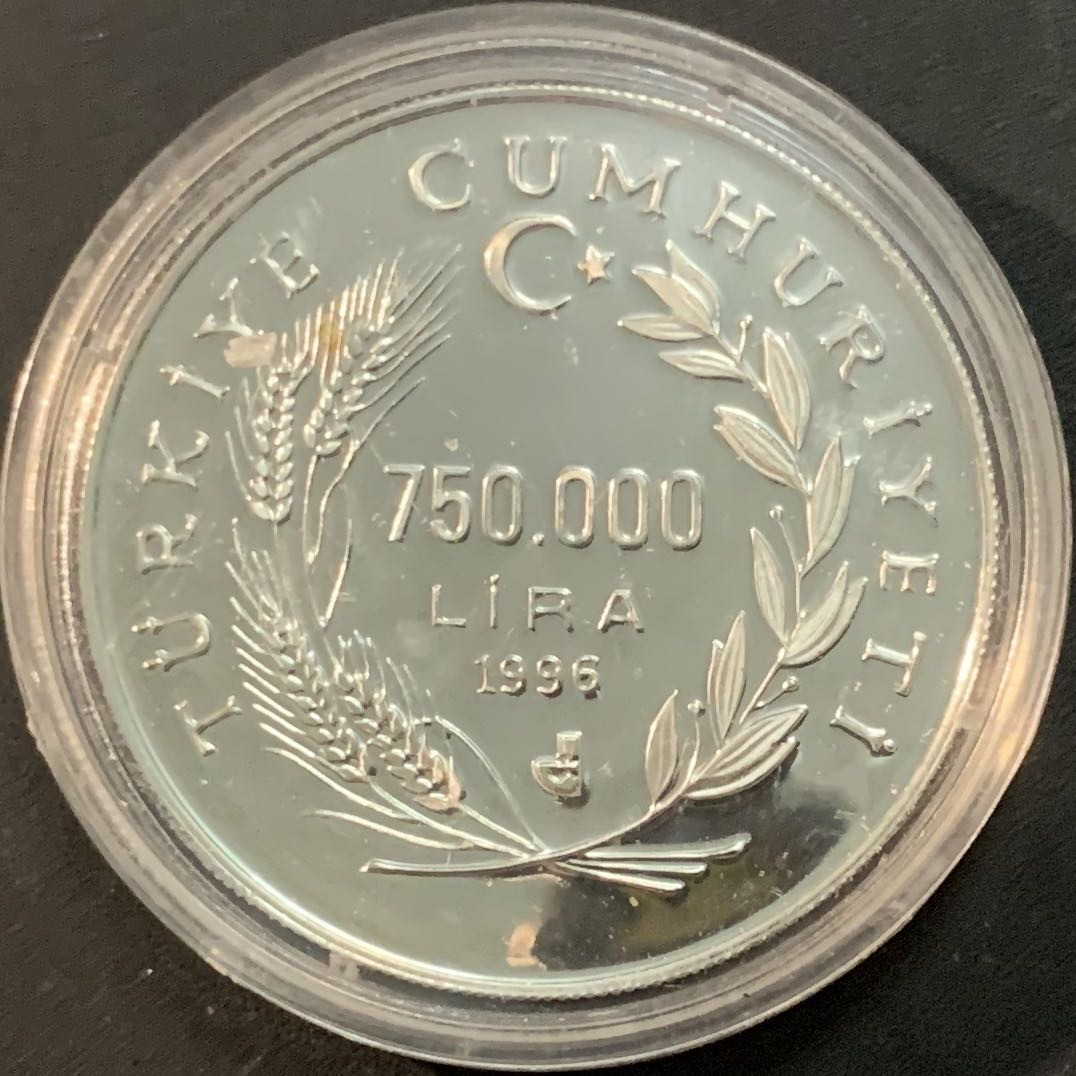 TÜRKİYE CUMHURİYETİ
750.000
LİRA
1996